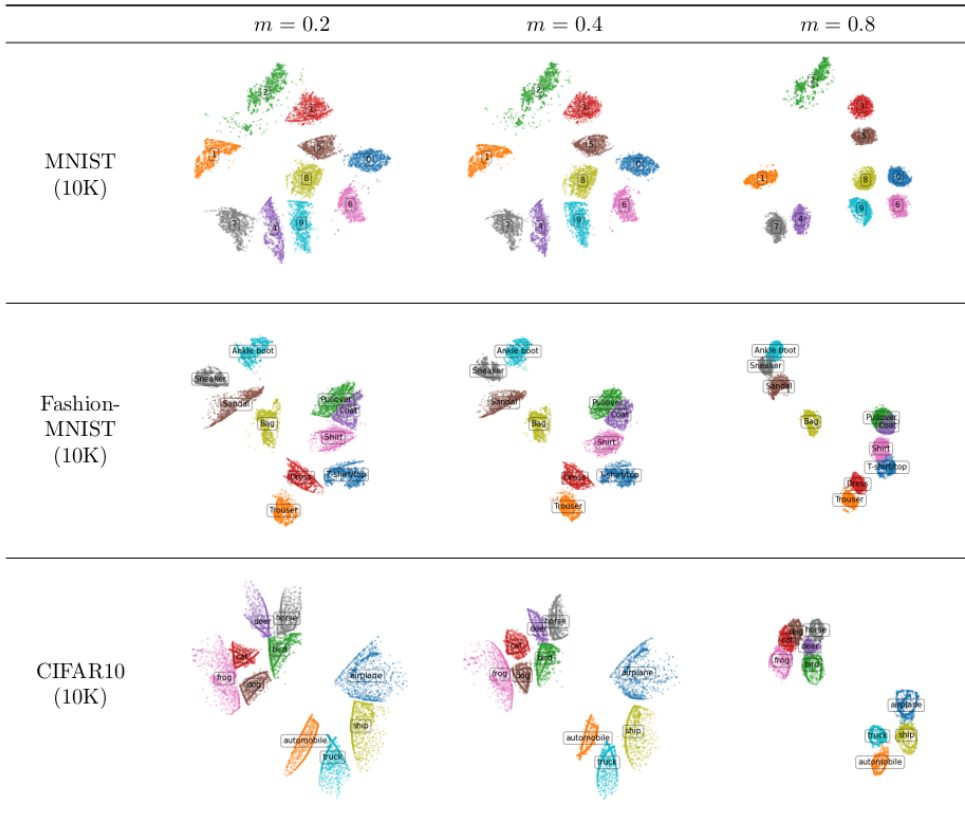 m = 0.2 m = 0.4 m = 0.8
MNIST
(10K)
2
3
1
5
0
8
6
7
4
9
2
3
1
5
0
8
6
7
4
9
2
3
5
1
8
0
9
6
7
4
Fashion-
MNIST
(10K)
Ankle boot
Sneaker
Sandal
Pullover
Coat
Bag
Shirt
Dress
T-shirt/top
Trouser
Ankle boot
Sneaker
Sandal
Pullover
Coat
Bag
Shirt
Dress
T-shirt/top
Trouser
Ankle boot
Sneaker
Sandal
Bag
Pullover
Coat
Shirt
T-shirt/top
Dress
Trouser
CIFAR10
(10K)
deer
horse
cat
bird
frog
dog
airplane
ship
automobile
truck
horse
deer
cat
bird
frog
dog
airplane
ship
automobile
truck
dog
horse
cat
deer
frog
bird
airplane
truck
ship
automobile